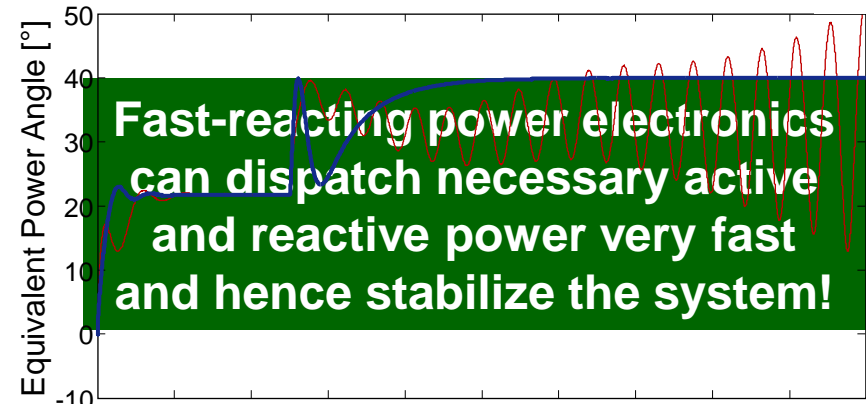 Equivalent Power Angle [°]
50
40
30
20
10
0
-10
Fast-reacting power electronics
can dispatch necessary active
and reactive power very fast
and hence stabilize the system!